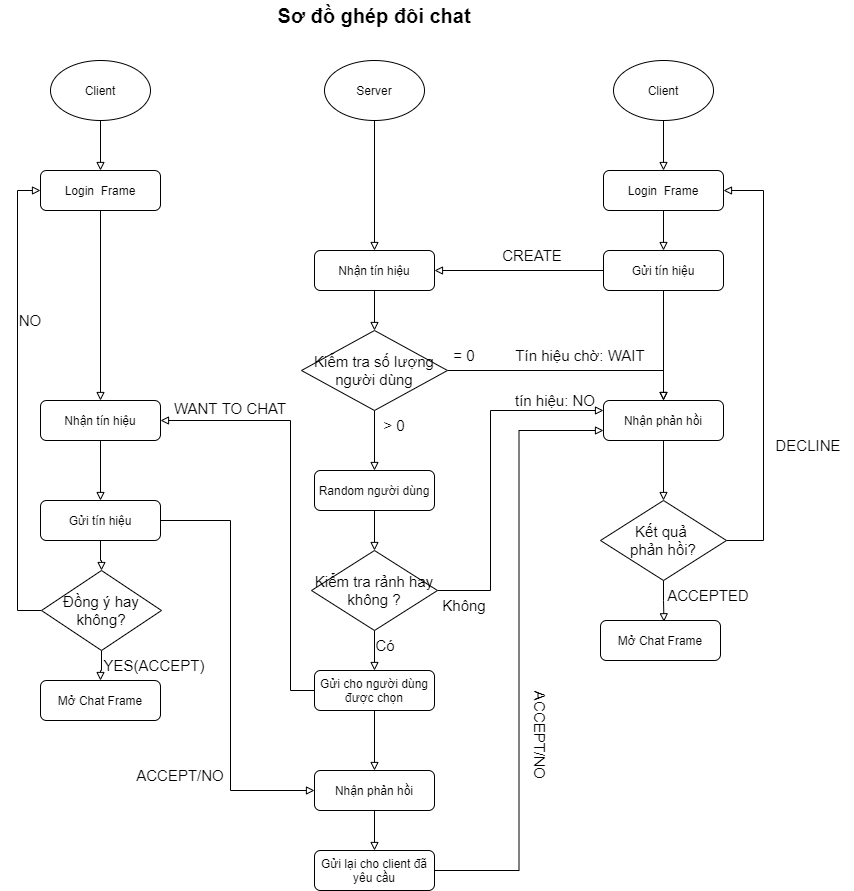 Sơ đồ ghép đôi chat
Client
Server
Client
Login Frame
Login Frame
CREATE
Nhận tín hiệu
Gửi tín hiệu
NO
Kiểm tra số lượng
người dùng
= 0
Tín hiệu chờ: WAIT
tín hiệu: NO
WANT TO CHAT
Nhận tín hiệu
> 0
Nhận phản hồi
DECLINE
Random người dùng
Gửi tín hiệu
Kết quả
phản hồi?
Kiểm tra rảnh hay
không ?
Không
Đồng ý hay
không?
ACCEPTED
Có
Mở Chat Frame
YES(ACCEPT)
Gửi cho người dùng
được chọn
Mở Chat Frame
ACCEPT/NO
ACCEPT/NO
Nhận phản hồi
Gửi lại cho client đã
yêu cầu